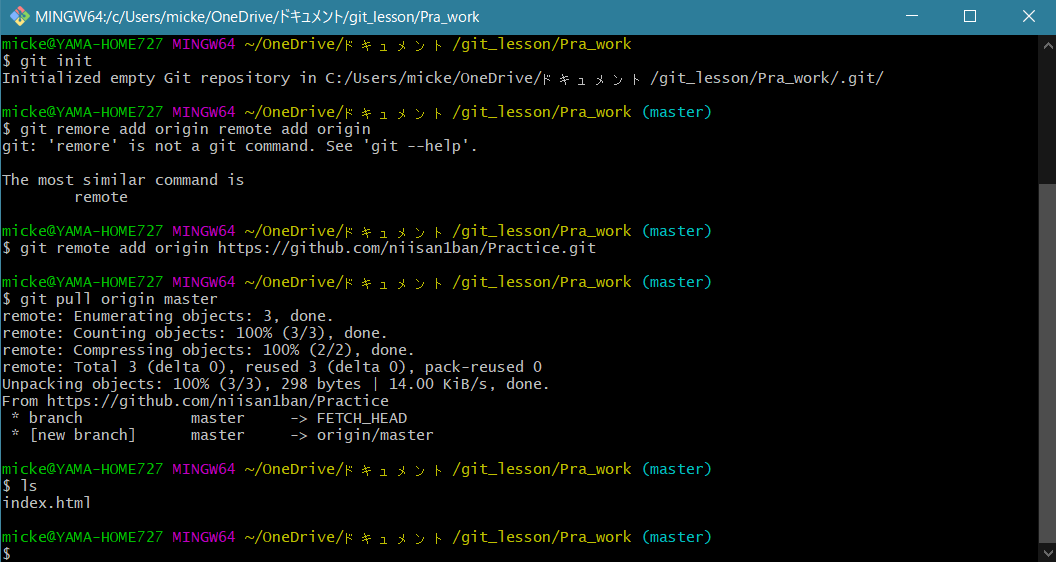 MINGW64:/c/Users/micke/OneDrive/ドキュメント/git_lesson/Pra_work
micke@YAMA-HOME727 MINGW64 ~/OneDrive/ドキュメント/git_lesson/Pra_work
$ git init
Initialized empty Git repository in C:/Users/micke/OneDrive/ドキュメント/git_lesson/Pra_work/.git/
micke@YAMA-HOME727 MINGW64 ~/OneDrive/ドキュメント/git_lesson/Pra_work (master)
$ git remore add origin remote add origin
git: 'remore' is not a git command. See 'git --help'.
The most similar command is
remote
micke@YAMA-HOME727 MINGW64 ~/OneDrive/ドキュメント/git_lesson/Pra_work (master)
$ git remote add origin https://github.com/niisan1ban/Practice.git
micke@YAMA-HOME727 MINGW64 ~/OneDrive/ドキュメント/git_lesson/Pra_work (master)
$ git pull origin master
remote: Enumerating objects: 3, done.
remote: Counting objects: 100% (3/3), done.
remote: Compressing objects: 100% (2/2), done.
remote: Total 3 (delta 0), reused 3 (delta 0), pack-reused 0
Unpacking objects: 100% (3/3), 298 bytes | 14.00 KiB/s, done.
From https://github.com/niisan1ban/Practice
* branch master -> FETCH_HEAD
* [new branch] master -> origin/master
micke@YAMA-HOME727 MINGW64 ~/OneDrive/ドキュメント/git_lesson/Pra_work (master)
$ ls
index.html
micke@YAMA-HOME727 MINGW64 ~/OneDrive/ドキュメント/git_lesson/Pra_work (master)
$